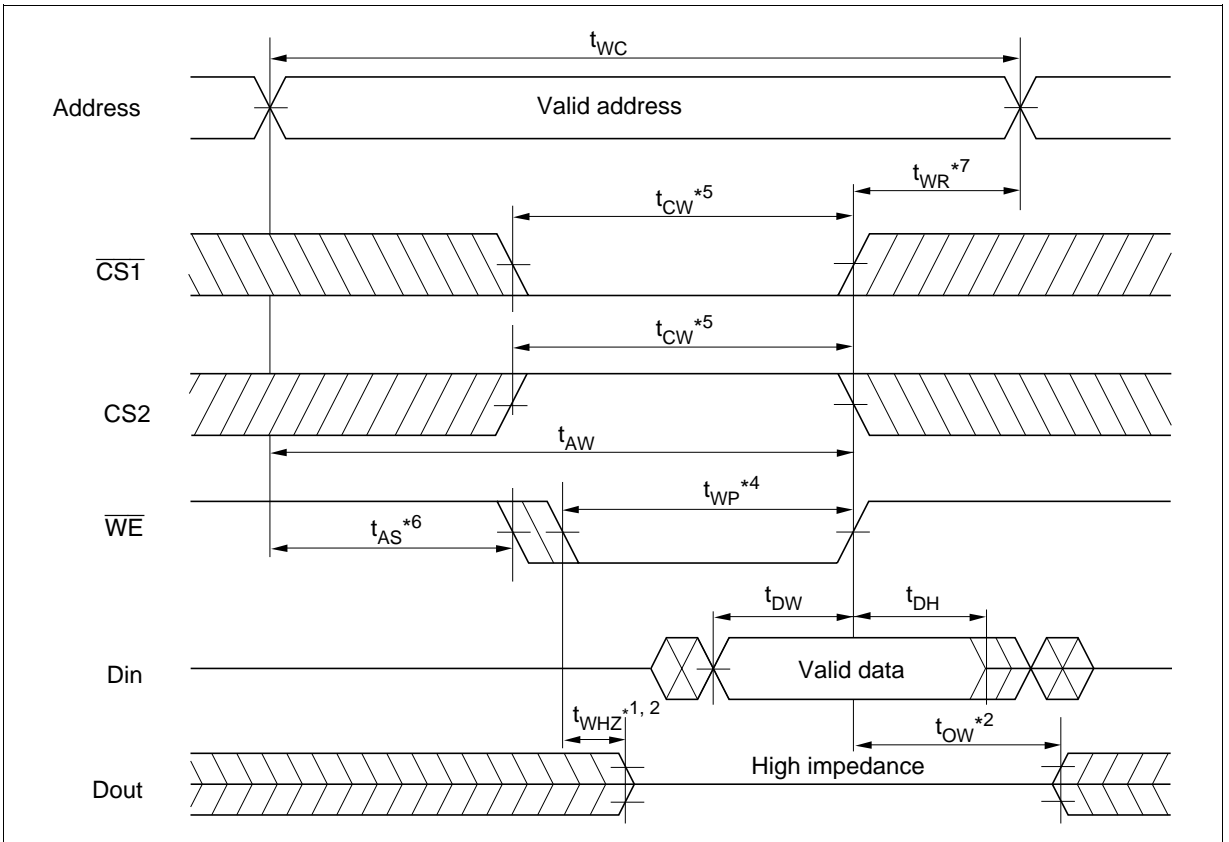 tWC
Address
Valid address
tWR*7
tCW*5
CS1
tCW*5
CS2
tAW
tWP*4
WE
tAS*6
tDW
tDH
Din
Valid data
tWHZ*1, 2
tOW*2
High impedance
Dout